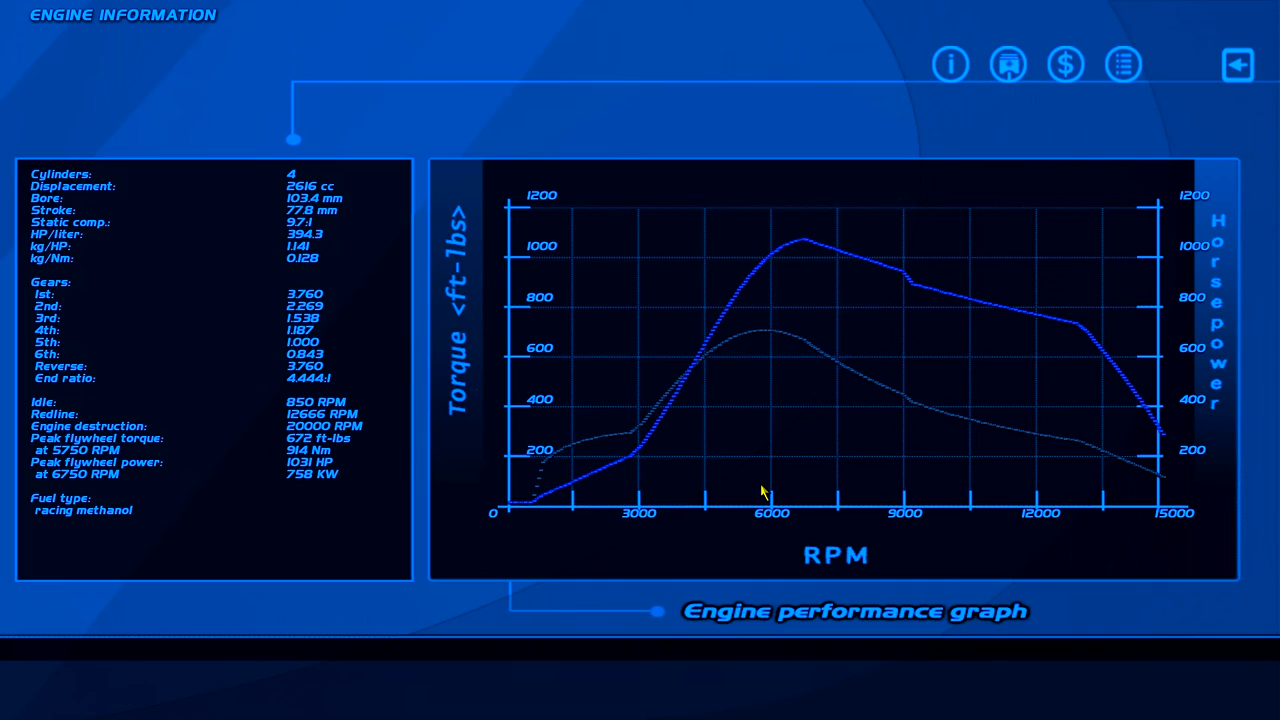 ENGINE INFORMATION
i $
Cylinders: 4
Displacement: 2616 cc
Bore: 103.4 mm
Stroke: 77.8 mm
Static comp.: 9.7:1
HP/liter: 394.3
kg/HP: 1.141
kg/Nm: 0.128
Gears:
1st: 3.760
2nd: 2.269
3rd: 1.538
4th: 1.187
5th: 1.000
6th: 0.843
Reverse: 3.760
End ratio: 4.444:1
Idle: 850 RPM
Redline: 12666 RPM
Engine destruction: 20000 RPM
Peak flywheel torque: 672 ft-lbs
at 5750 RPM 914 Nm
Peak flywheel power: 1031 HP
at 6750 RPM 758 KW
Fuel type:
racing methanol
Torque <ft-lbs>
1200 1200
1000 1000
800 800
600 600
400 400
200 200
0 3000 6000 9000 12000 15000
Horsepower
RPM
Engine performance graph